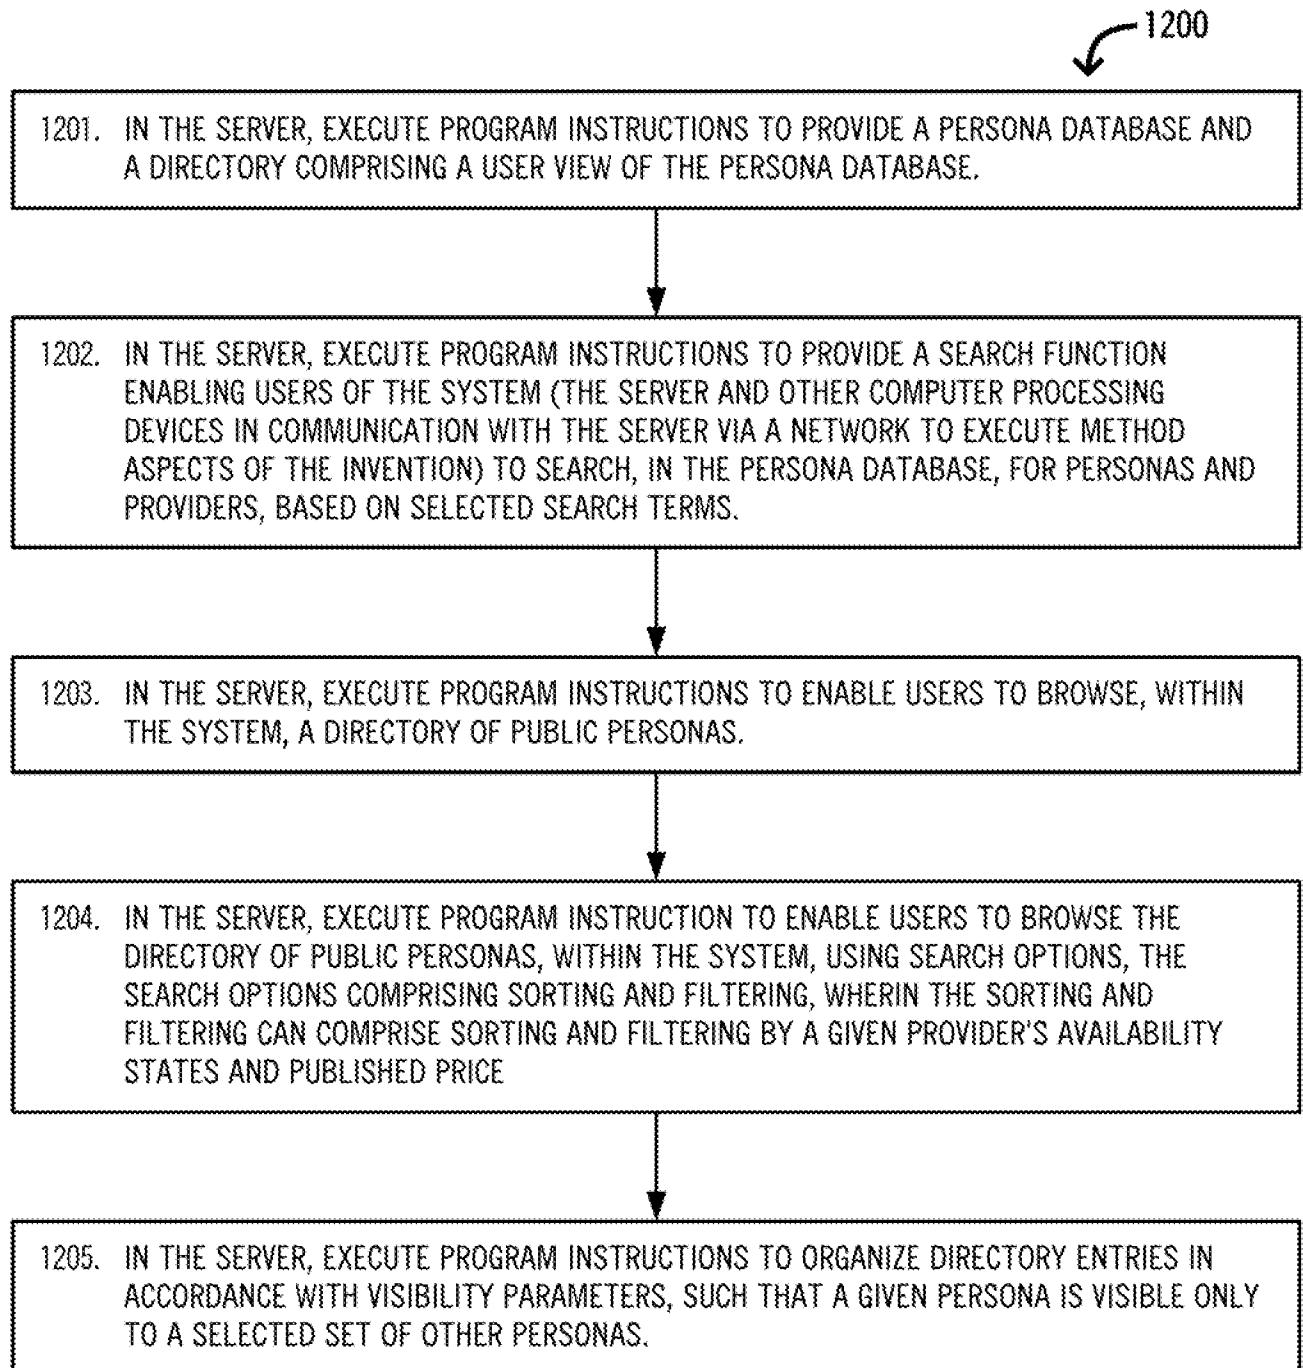 1200
1201. IN THE SERVER, EXECUTE PROGRAM INSTRUCTIONS TO PROVIDE A PERSONA DATABASE AND
A DIRECTORY COMPRISING A USER VIEW OF THE PERSONA DATABASE.
1202. IN THE SERVER, EXECUTE PROGRAM INSTRUCTIONS TO PROVIDE A SEARCH FUNCTION
ENABLING USERS OF THE SYSTEM (THE SERVER AND OTHER COMPUTER PROCESSING
DEVICES IN COMMUNICATION WITH THE SERVER VIA A NETWORK TO EXECUTE METHOD
ASPECTS OF THE INVENTION) TO SEARCH, IN THE PERSONA DATABASE, FOR PERSONAS AND
PROVIDERS, BASED ON SELECTED SEARCH TERMS.
1203. IN THE SERVER, EXECUTE PROGRAM INSTRUCTIONS TO ENABLE USERS TO BROWSE, WITHIN
THE SYSTEM, A DIRECTORY OF PUBLIC PERSONAS.
1204. IN THE SERVER, EXECUTE PROGRAM INSTRUCTION TO ENABLE USERS TO BROWSE THE
DIRECTORY OF PUBLIC PERSONAS, WITHIN THE SYSTEM, USING SEARCH OPTIONS, THE
SEARCH OPTIONS COMPRISING SORTING AND FILTERING, WHERIN THE SORTING AND
FILTERING CAN COMPRISE SORTING AND FILTERING BY A GIVEN PROVIDER'S AVAILABILITY
STATES AND PUBLISHED PRICE
1205. IN THE SERVER, EXECUTE PROGRAM INSTRUCTIONS TO ORGANIZE DIRECTORY ENTRIES IN
ACCORDANCE WITH VISIBILITY PARAMETERS, SUCH THAT A GIVEN PERSONA IS VISIBLE ONLY
TO A SELECTED SET OF OTHER PERSONAS.